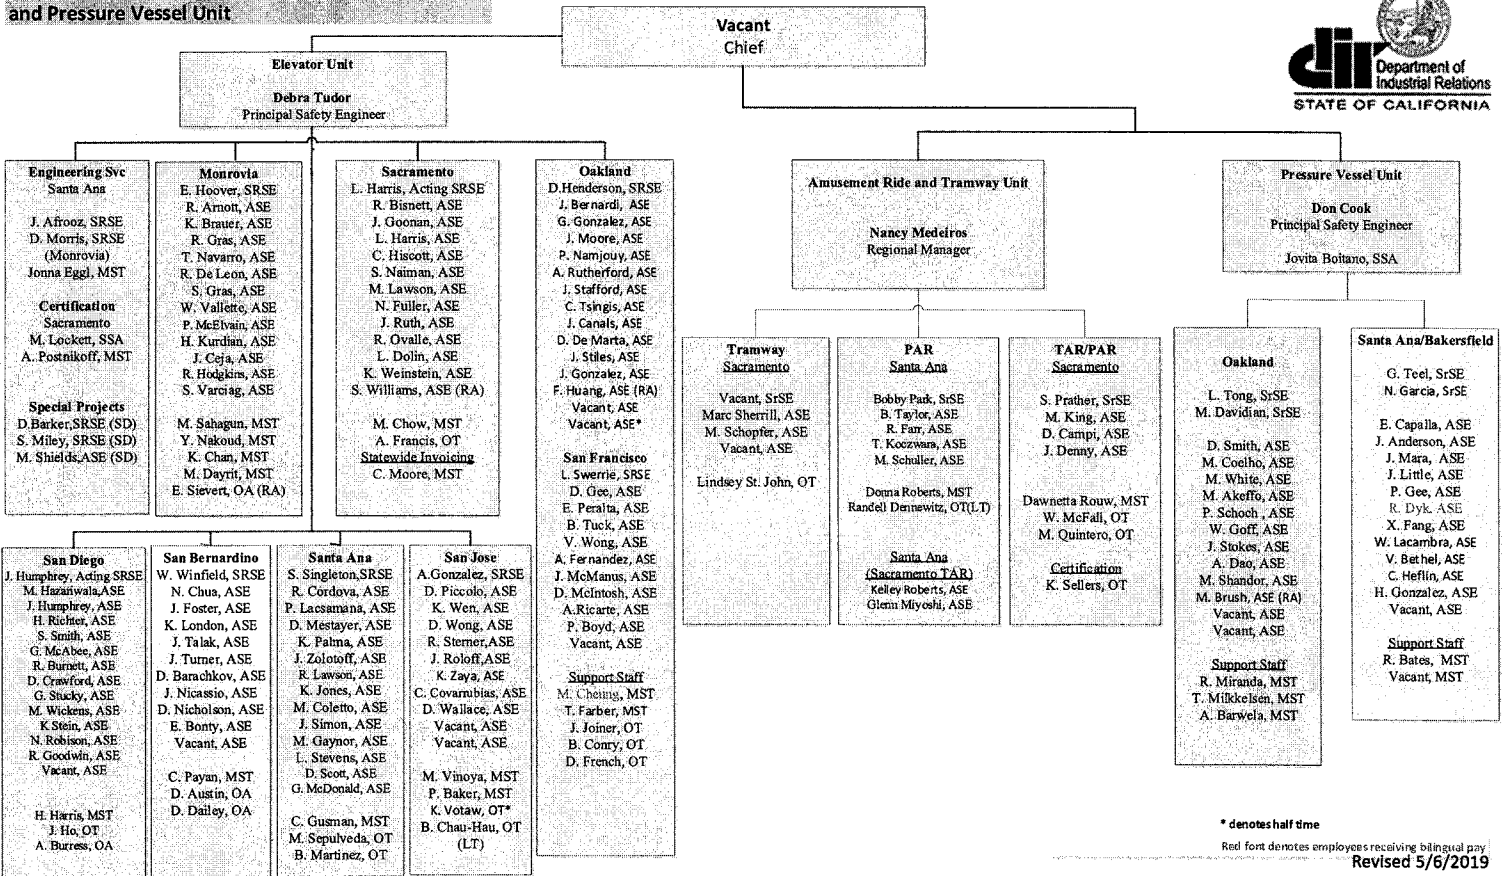 and Pressure Vessel Unit
Vacant
Chief
Department of
Industrial Relations
STATE OF CALIFORNIA
Elevator Unit
Debra Tudor
Principal Safety Engineer
Engineering Svc
Santa Ana
J. Afrooz, SRSE
D. Morris, SRSE
(Monrovia)
Jonna Eggl, MST
Certification
Sacramento
M. Lockett, SSA
A. Postnikoff, MST
Special Projects
D.Barker,SRSE (SD)
S. Miley, SRSE (SD)
M. Shields,ASE (SD)
Monrovia
E. Hoover, SRSE
R. Arnott, ASE
K. Brauer, ASE
R. Gras, ASE
T. Navarro, ASE
R. De Leon, ASE
S. Gras, ASE
W. Vallette, ASE
P. McElvain, ASE
H. Kurdian, ASE
J. Ceja, ASE
R. Hodgkins, ASE
S. Varciag, ASE
M. Sahagun, MST
Y. Nakoud, MST
K. Chan, MST
M. Dayrit, MST
E. Sievert, OA (RA)
Sacramento
L. Harris, Acting SRSE
R. Bisnett, ASE
J. Goonan, ASE
L. Harris, ASE
C. Hiscott, ASE
S. Naiman, ASE
M. Lawson, ASE
N. Fuller, ASE
J. Ruth, ASE
R. Ovalle, ASE
L. Dolin, ASE
K. Weinstein, ASE
S. Williams, ASE (RA)
M. Chow, MST
A. Francis, OT
Statewide Invoicing
C. Moore, MST
Oakland
D.Henderson, SRSE
J. Bernardi, ASE
G. Gonzalez, ASE
J. Moore, ASE
P. Namjouy, ASE
A. Rutherford, ASE
J. Stafford, ASE
C. Tsingis, ASE
J. Canals, ASE
D. De Marta, ASE
J. Stiles, ASE
J. Gonzalez, ASE
F. Huang, ASE (RA)
Vacant, ASE
Vacant, ASE*
San Francisco
L. Swerrie, SRSE
D. Gee, ASE
E. Peralta, ASE
B. Tuck, ASE
V. Wong, ASE
A. Fernandez, ASE
J. McManus, ASE
D. McIntosh, ASE
A.Ricarte, ASE
P. Boyd, ASE
Vacant, ASE
Support Staff
M. Cheung, MST
T. Farber, MST
J. Joiner, OT
B. Conry, OT
D. French, OT
San Diego
J. Humphrey, Acting SRSE
M. Hazariwala,ASE
J. Humphrey, ASE
H. Richter, ASE
S. Smith, ASE
G. McAbee, ASE
R. Burnett, ASE
D. Crawford, ASE
G. Stucky, ASE
M. Wickens, ASE
K Stein, ASE
N. Robison, ASE
R. Goodwin, ASE
Vacant, ASE
H. Harris, MST
J. Ho, OT
A. Burress, OA
San Bernardino
W. Winfield, SRSE
N. Chua, ASE
J. Foster, ASE
K. London, ASE
J. Talak, ASE
J. Turner, ASE
D. Barachkov, ASE
J. Nicassio, ASE
D. Nicholson, ASE
E. Bonty, ASE
Vacant, ASE
C. Payan, MST
D. Austin, OA
D. Dailey, OA
Santa Ana
S. Singleton,SRSE
R. Cordova, ASE
P. Lacsamana, ASE
D. Mestayer, ASE
K. Palma, ASE
J. Zolotoff, ASE
R. Lawson, ASE
K. Jones, ASE
M. Coletto, ASE
J. Simon, ASE
M. Gaynor, ASE
L. Stevens, ASE
D. Scott, ASE
G. McDonald, ASE
C. Gusman, MST
M. Sepulveda, OT
B. Martinez, OT
San Jose
A.Gonzalez, SRSE
D. Piccolo, ASE
K. Wen, ASE
D. Wong, ASE
R. Sterner,ASE
J. Roloff,ASE
K. Zaya, ASE
C. Covarrubias, ASE
D. Wallace, ASE
Vacant, ASE
Vacant, ASE
M. Vinoya, MST
P. Baker, MST
K. Votaw, OT*
B. Chau-Hau, OT
(LT)
Amusement Ride and Tramway Unit
Nancy Medeiros
Regional Manager
Tramway
Sacramento
Vacant, SrSE
Marc Sherrill, ASE
M. Schopfer, ASE
Vacant, ASE
Lindsey St. John, OT
PAR
Santa Ana
Bobby Park, SrSE
B. Taylor, ASE
R. Farr, ASE
T. Koczwara, ASE
M. Schuller, ASE
Donna Roberts, MST
Randell Dennewitz, OT(LT)
Santa Ana
(Sacramento TAR)
Kelley Roberts, ASE
Glenn Miyoshi, ASE
TAR/PAR
Sacramento
S. Prather, SrSE
M. King, ASE
D. Campi, ASE
J. Denny, ASE
Dawnetta Rouw, MST
W. McFall, OT
M. Quintero, OT
Certification
K. Sellers, OT
Pressure Vessel Unit
Don Cook
Principal Safety Engineer
Jovita Boitano, SSA
Oakland
L. Tong, SrSE
M. Davidian, SrSE
D. Smith, ASE
M. Coelho, ASE
M. White, ASE
M. Akeffo, ASE
P. Schoch , ASE
W. Goff, ASE
J. Stokes, ASE
A. Dao, ASE
M. Shandor, ASE
M. Brush, ASE (RA)
Vacant, ASE
Vacant, ASE
Support Staff
R. Miranda, MST
T. Milkkelsen, MST
A. Barwela, MST
Santa Ana/Bakersfield
G. Teel, SrSE
N. Garcia, SrSE
E. Capalla, ASE
J. Anderson, ASE
J. Mara, ASE
J. Little, ASE
P. Gee, ASE
R. Dyk, ASE
X. Fang, ASE
W. Lacambra, ASE
V. Bethel, ASE
C. Heflin, ASE
H. Gonzalez, ASE
Vacant, ASE
Support Staff
R. Bates, MST
Vacant, MST
* denotes half time
Red font denotes employees receiving bilingual pay
Revised 5/6/2019